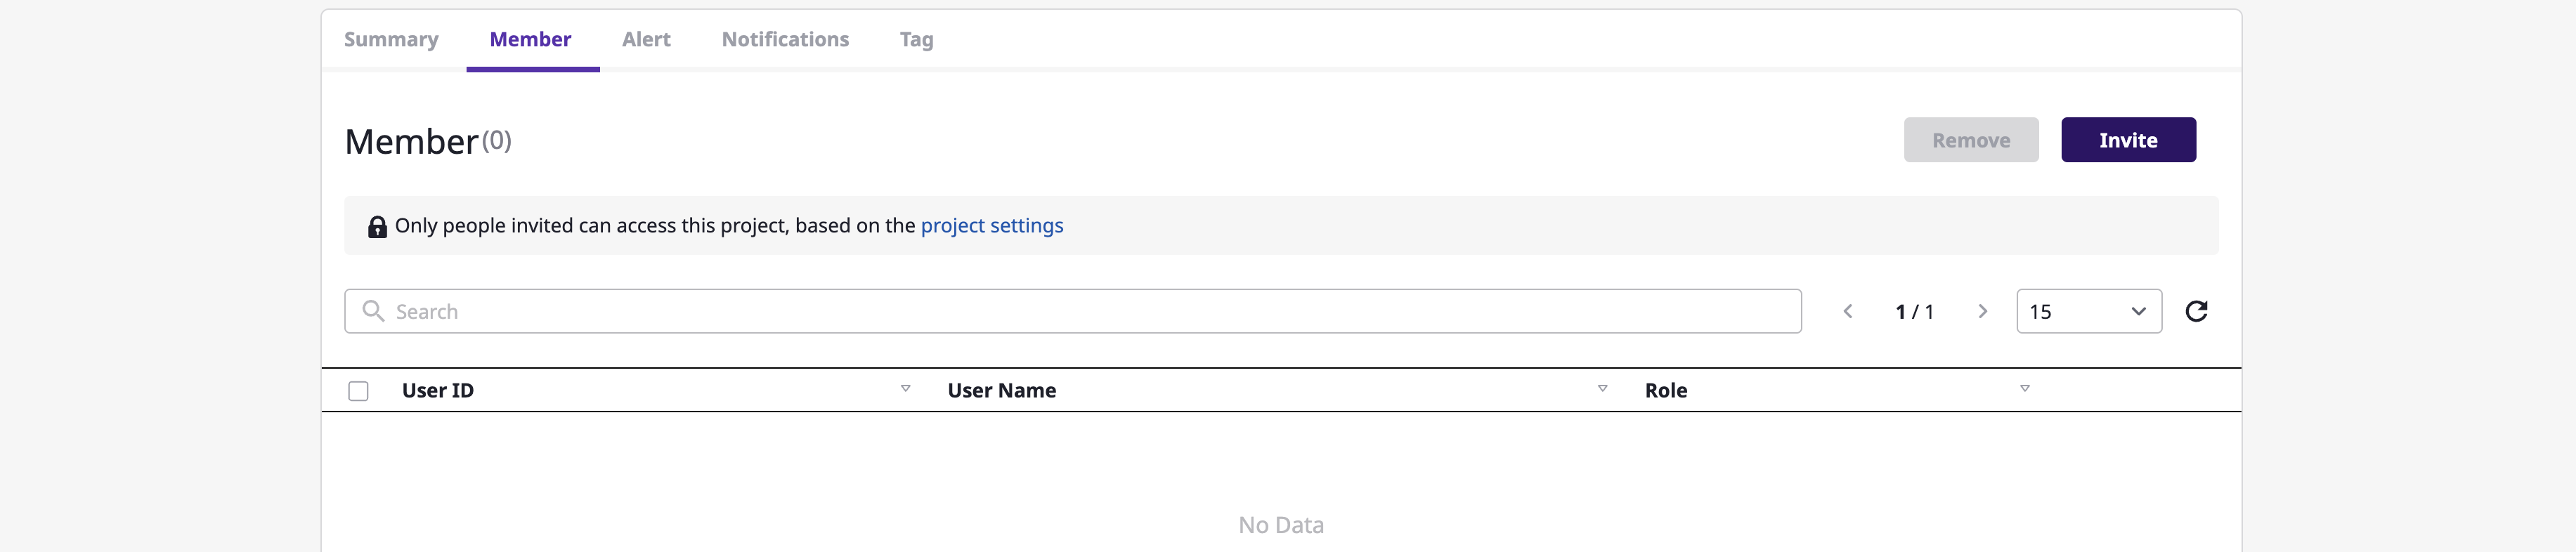 Summary Member Alert Notifications Tag
Member (0) Remove Invite
Only people invited can access this project, based on the project settings
Search 1 / 1 15
User ID User Name Role
No Data